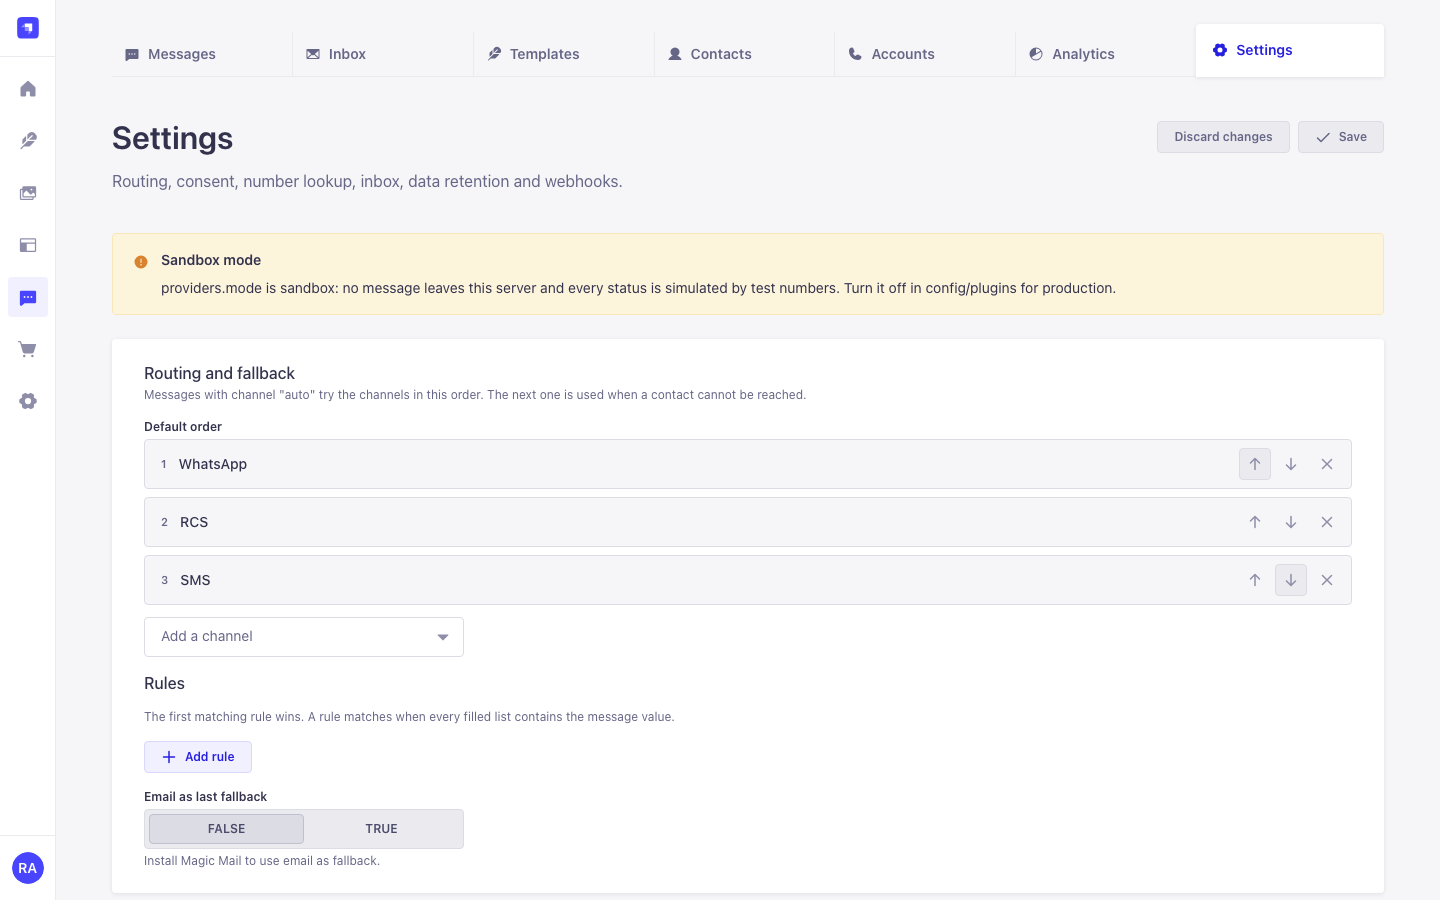 Messages
Inbox
Templates
Contacts
Accounts
Analytics
Settings
Settings
Discard changes
Save
Routing, consent, number lookup, inbox, data retention and webhooks.
Sandbox mode
providers.mode is sandbox: no message leaves this server and every status is simulated by test numbers. Turn it off in config/plugins for production.
Routing and fallback
Messages with channel "auto" try the channels in this order. The next one is used when a contact cannot be reached.
Default order
1 WhatsApp
2 RCS
3 SMS
Add a channel
Rules
The first matching rule wins. A rule matches when every filled list contains the message value.
Add rule
Email as last fallback
FALSE TRUE
Install Magic Mail to use email as fallback.
RA